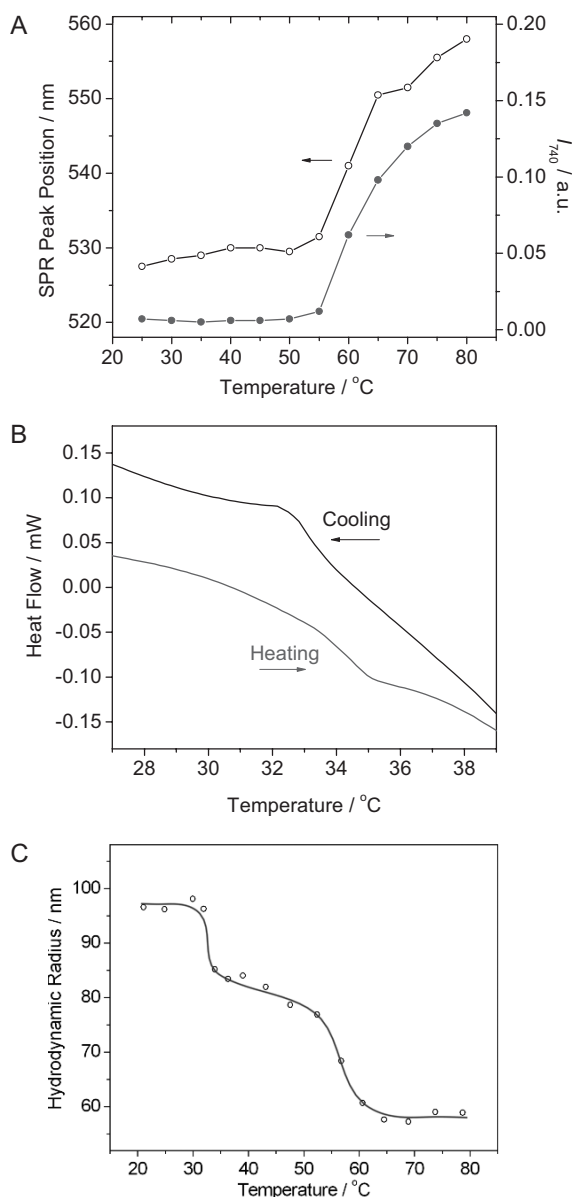 A
560
550
540
530
520
SPR Peak Position / nm
0.20
0.15
0.10
0.05
0.00
I740 / a.u.
20 30 40 50 60 70 80
Temperature / °C
B
0.15
0.10
0.05
0.00
-0.05
-0.10
-0.15
Heat Flow / mW
Cooling
Heating
28 30 32 34 36 38
Temperature / °C
C
100
90
80
70
60
Hydrodynamic Radius / nm
20 30 40 50 60 70 80
Temperature / °C